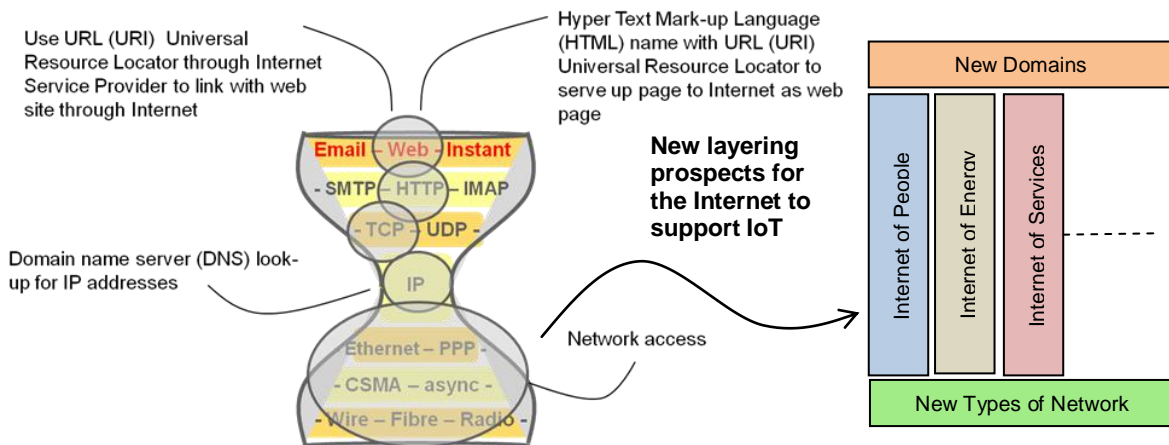 Use URL (URI)  Universal
Resource Locator through Internet
Service Provider to link with web
site through Internet
Hyper Text Mark-up Language
(HTML) name with URL (URI)
Universal Resource Locator to
serve up page to Internet as web
page
Email – Web - Instant
- SMTP – HTTP – IMAP
- TCP – UDP -
IP
Domain name server (DNS) look-
up for IP addresses
- Ethernet – PPP -
- CSMA – async -
- Wire – Fibre – Radio -
Network access
New layering
prospects for
the Internet to
support IoT
New Domains
Internet of People
Internet of Energy
Internet of Services
New Types of Network